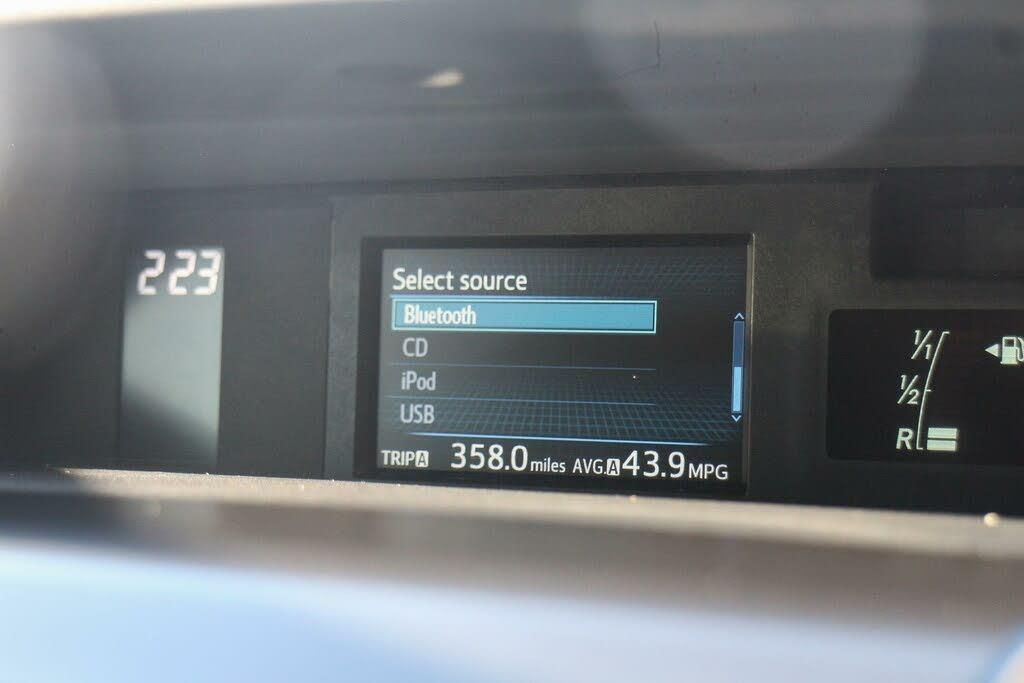 223
Select source
Bluetooth
CD
iPod
USB
TRIP A 358.0 miles AVG. A 43.9 MPG
1/1
1/2
R